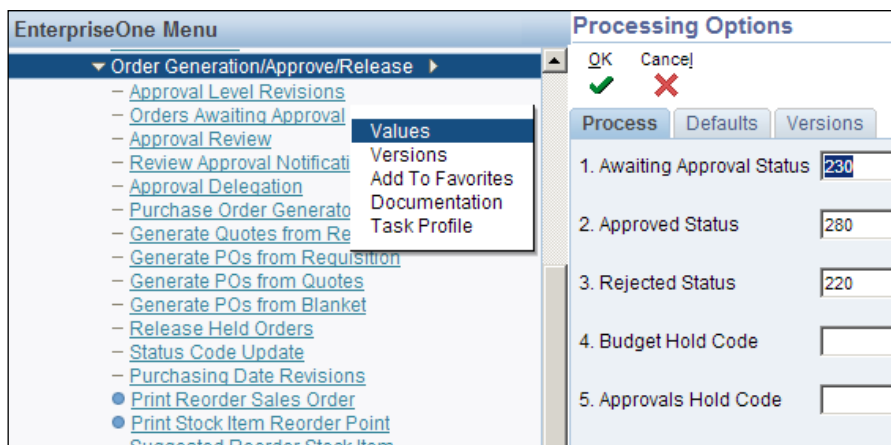 EnterpriseOne Menu
Order Generation/Approve/Release
Approval Level Revisions
Orders Awaiting Approval
Approval Review
Review Approval Notificati
Approval Delegation
Purchase Order Generato
Generate Quotes from Re
Generate POs from Requisition
Generate POs from Quotes
Generate POs from Blanket
Release Held Orders
Status Code Update
Purchasing Date Revisions
Print Reorder Sales Order
Print Stock Item Reorder Point
Suggested Reorder Stock Item
Values
Versions
Add To Favorites
Documentation
Task Profile
Processing Options
OK Cancel
Process Defaults Versions
1. Awaiting Approval Status 230
2. Approved Status 280
3. Rejected Status 220
4. Budget Hold Code
5. Approvals Hold Code